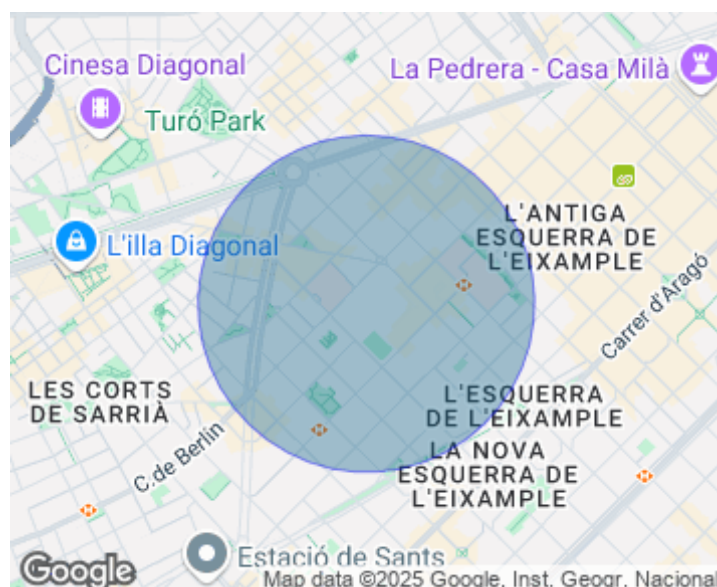 Cinesa Diagonal
La Pedrera - Casa Milà
Turó Park
L'ANTIGA
ESQUERRA DE
L'EIXAMPLE
L'illa Diagonal
Carrer d'Aragó
LES CORTS
DE SARRIÀ
L'ESQUERRA
DE L'EIXAMPLE
C.de Berlin
LA NOVA
ESQUERRA DE
L'EIXAMPLE
Estació de Sants
Google
Map data ©2025 Google, Inst. Geogr. Nacional